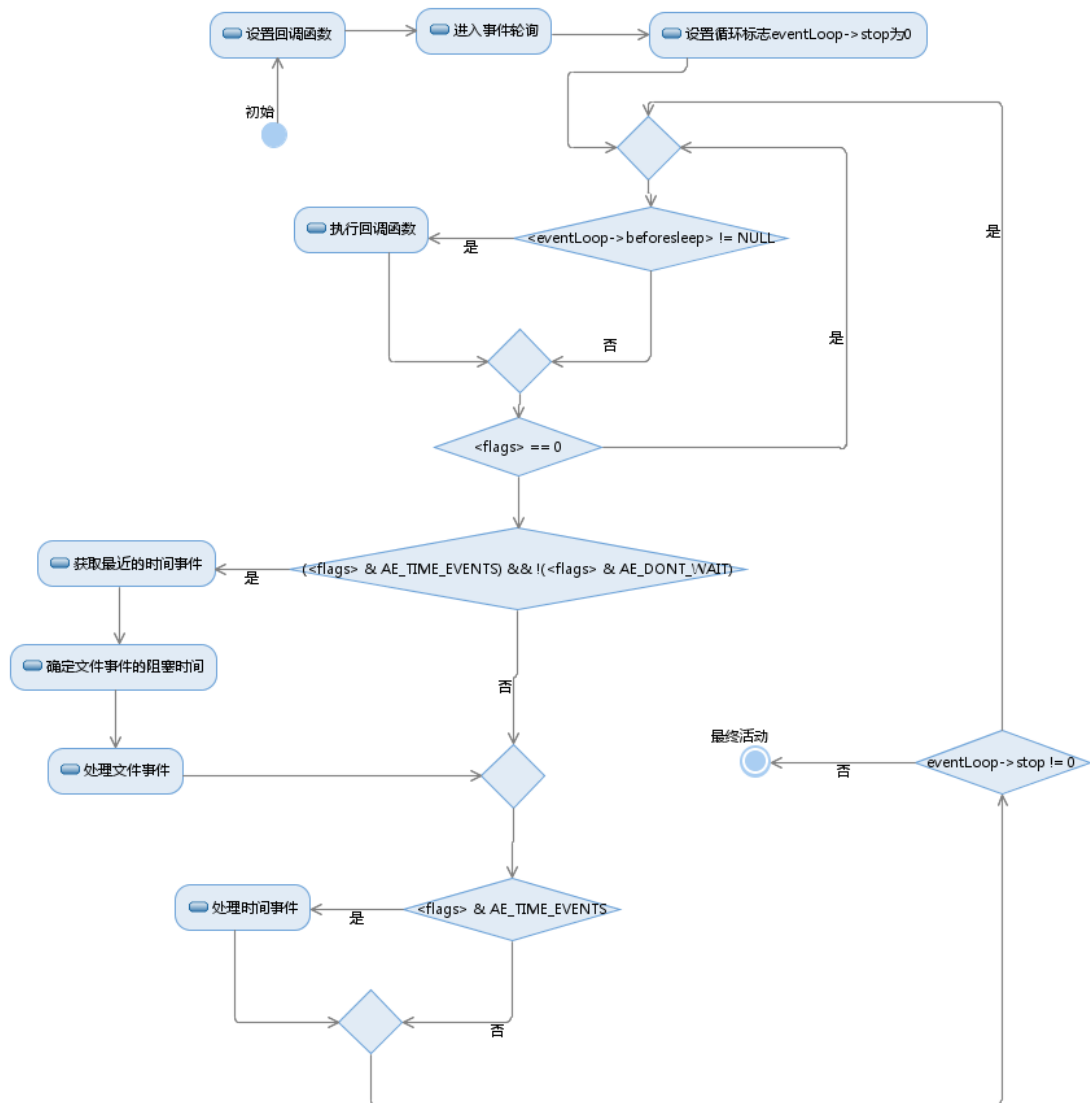 设置回调函数
进入事件轮询
设置循环标志eventLoop->stop为0
初始
执行回调函数
是
<eventLoop->beforesleep> != NULL
是
否
是
<flags> == 0
获取最近的时间事件
是
(<flags> & AE_TIME_EVENTS) && !(<flags> & AE_DONT_WAIT)
确定文件事件的阻塞时间
否
处理文件事件
最终活动
否
eventLoop->stop != 0
处理时间事件
是
<flags> & AE_TIME_EVENTS
否